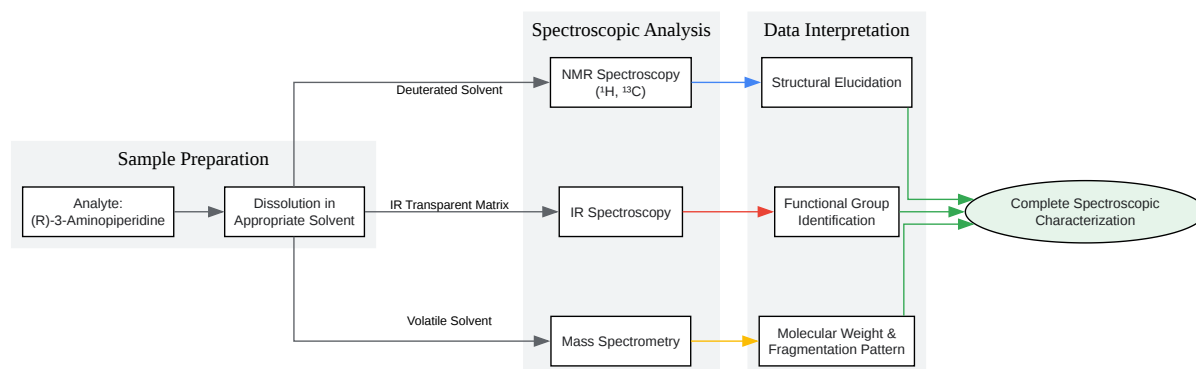 Spectroscopic Analysis
Data Interpretation
NMR Spectroscopy
(¹H, ¹³C)
Structural Elucidation
Deuterated Solvent
Sample Preparation
Analyte:
(R)-3-Aminopiperidine
Dissolution in
Appropriate Solvent
IR Transparent Matrix
IR Spectroscopy
Functional Group
Identification
Complete Spectroscopic
Characterization
Volatile Solvent
Mass Spectrometry
Molecular Weight &
Fragmentation Pattern